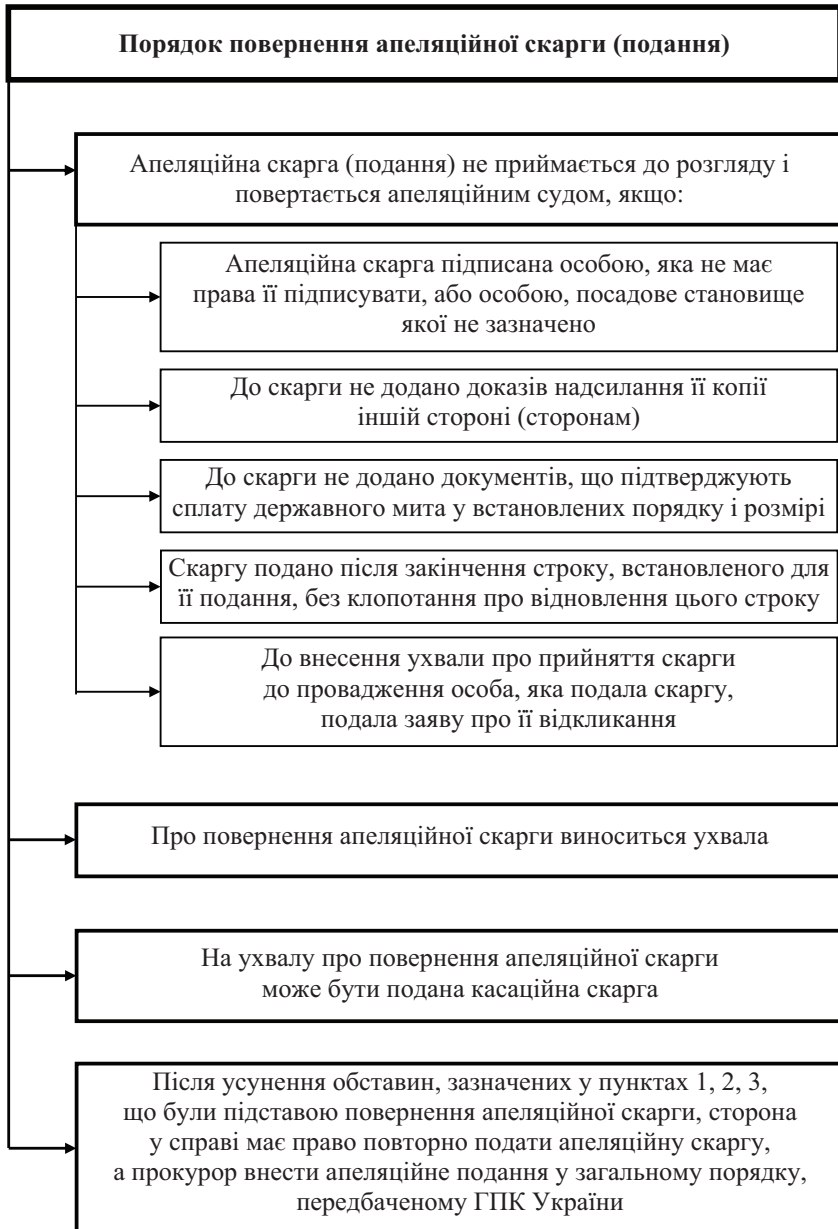 Порядок повернення апеляційної скарги (подання)
Апеляційна скарга (подання) не приймається до розгляду і
повертається апеляційним судом, якщо:
Апеляційна скарга підписана особою, яка не має
права її підписувати, або особою, посадове становище
якої не зазначено
До скарги не додано доказів надсилання її копії
іншій стороні (сторонам)
До скарги не додано документів, що підтверджують
сплату державного мита у встановлених порядку і розмірі
Скаргу подано після закінчення строку, встановленого для
її подання, без клопотання про відновлення цього строку
До внесення ухвали про прийняття скарги
до провадження особа, яка подала скаргу,
подала заяву про її відкликання
Про повернення апеляційної скарги виноситься ухвала
На ухвалу про повернення апеляційної скарги
може бути подана касаційна скарга
Після усунення обставин, зазначених у пунктах 1, 2, 3,
що були підставою повернення апеляційної скарги, сторона
у справі має право повторно подати апеляційну скаргу,
а прокурор внести апеляційне подання у загальному порядку,
передбаченому ГПК України